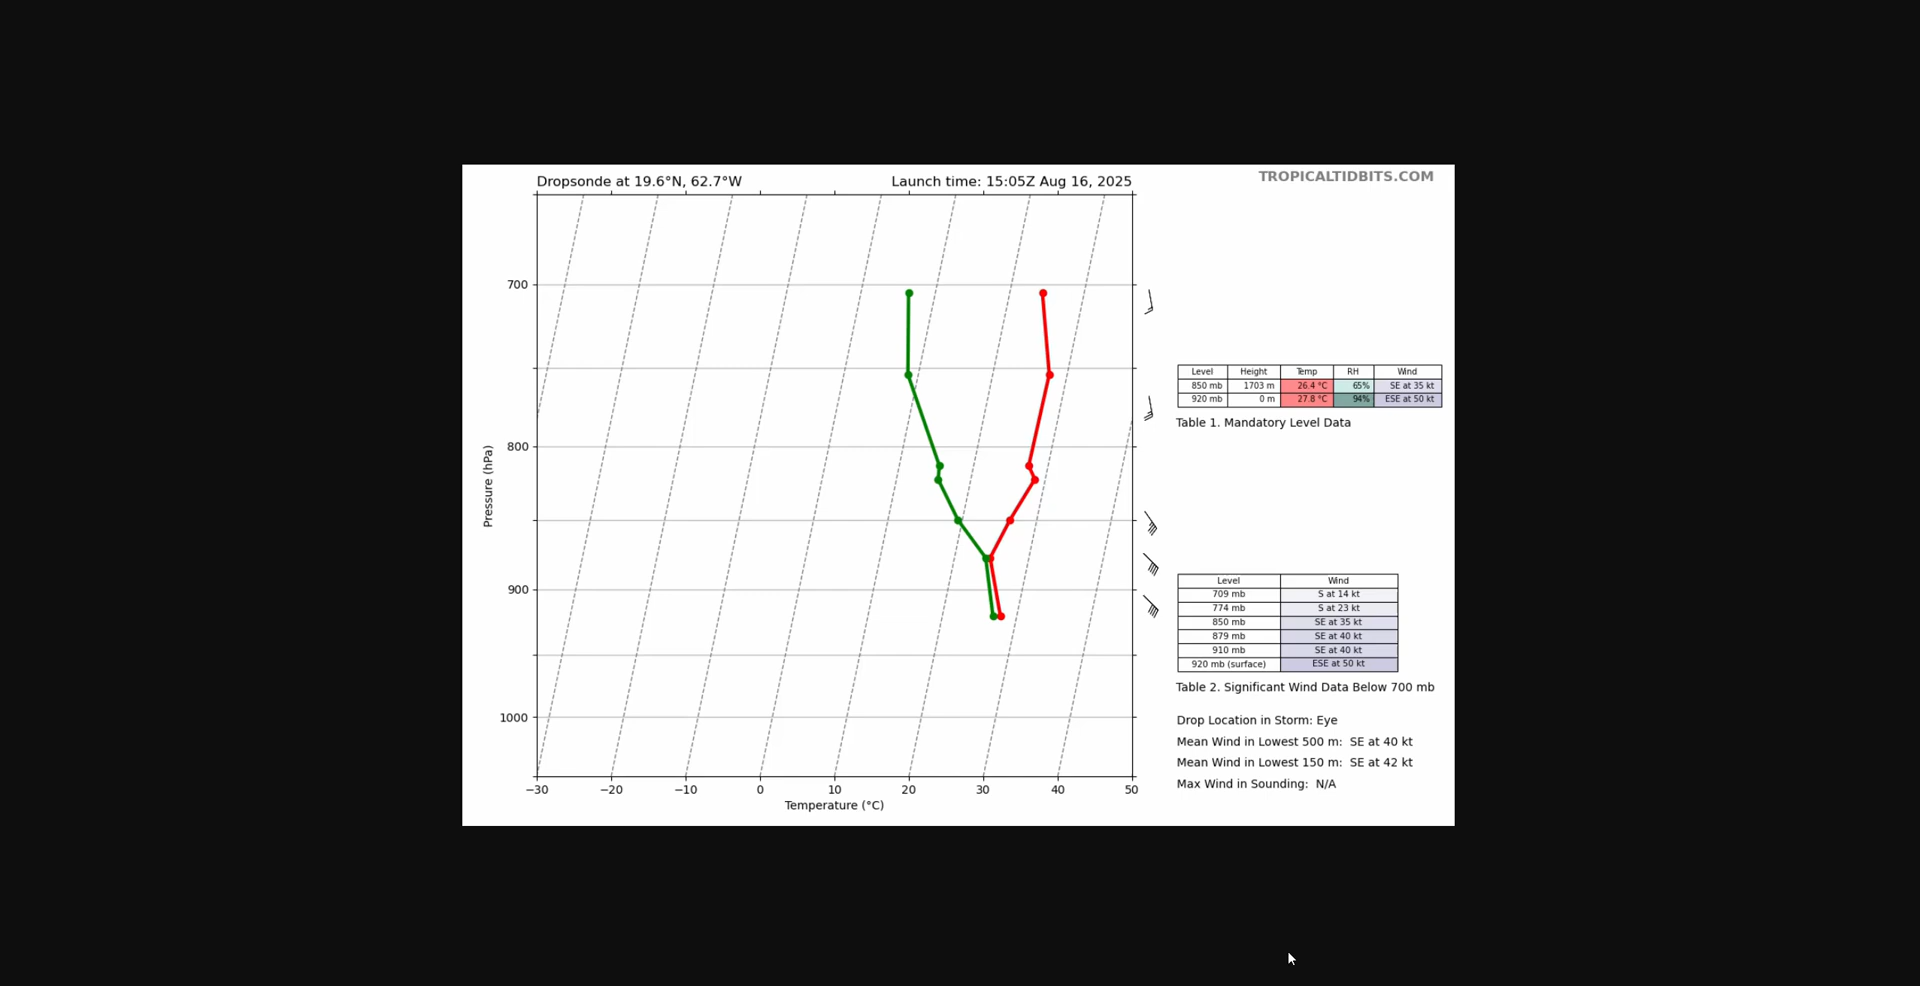 Dropsonde at 19.6°N, 62.7°W
Launch time: 15:05Z Aug 16, 2025
TROPICALTIDBITS.COM
700
800
900
1000
Pressure (hPa)
−30 −20 −10 0 10 20 30 40 50
Temperature (°C)
Level Height Temp RH Wind
850 mb 1703 m 26.4 °C 65% SE at 35 kt
920 mb 0 m 27.8 °C 94% ESE at 50 kt
Table 1. Mandatory Level Data
Level Wind
709 mb S at 14 kt
774 mb S at 23 kt
850 mb SE at 35 kt
879 mb SE at 40 kt
910 mb SE at 40 kt
920 mb (surface) ESE at 50 kt
Table 2. Significant Wind Data Below 700 mb
Drop Location in Storm: Eye
Mean Wind in Lowest 500 m: SE at 40 kt
Mean Wind in Lowest 150 m: SE at 42 kt
Max Wind in Sounding: N/A